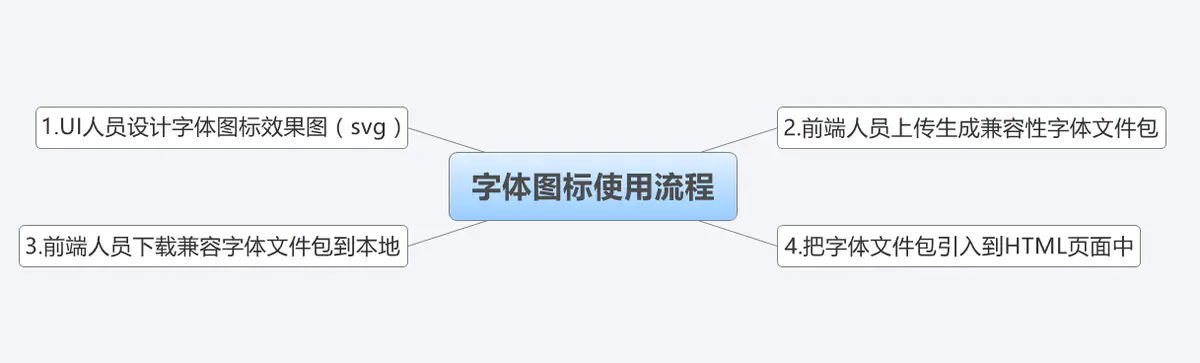 1.UI人员设计字体图标效果图（svg）
2.前端人员上传生成兼容性字体文件包
字体图标使用流程
3.前端人员下载兼容字体文件包到本地
4.把字体文件包引入到HTML页面中